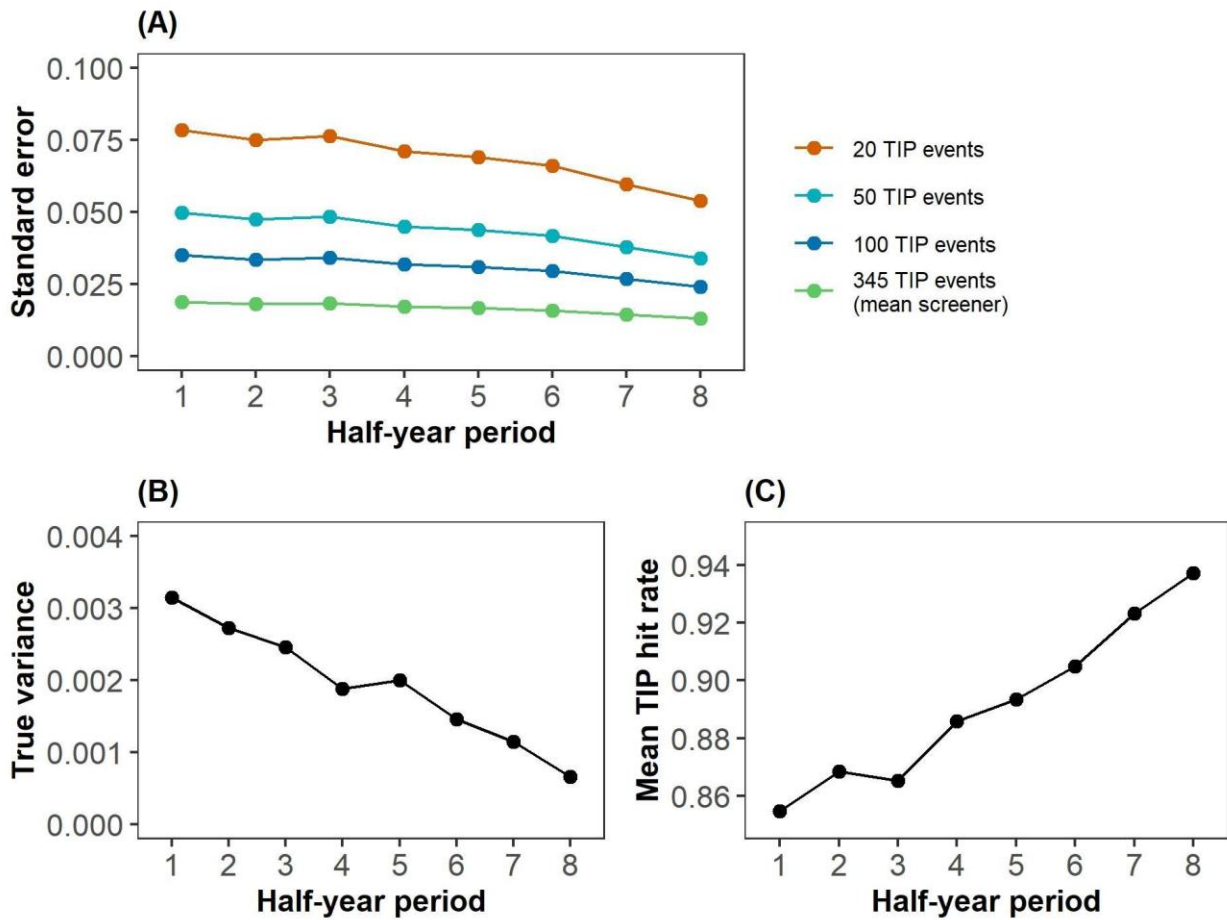 (A)
Standard error
0.100
0.075
0.050
0.025
0.000
1 2 3 4 5 6 7 8
Half-year period
20 TIP events
50 TIP events
100 TIP events
345 TIP events
(mean screener)
(B)
True variance
0.004
0.003
0.002
0.001
0.000
1 2 3 4 5 6 7 8
Half-year period
(C)
Mean TIP hit rate
0.94
0.92
0.90
0.88
0.86
1 2 3 4 5 6 7 8
Half-year period